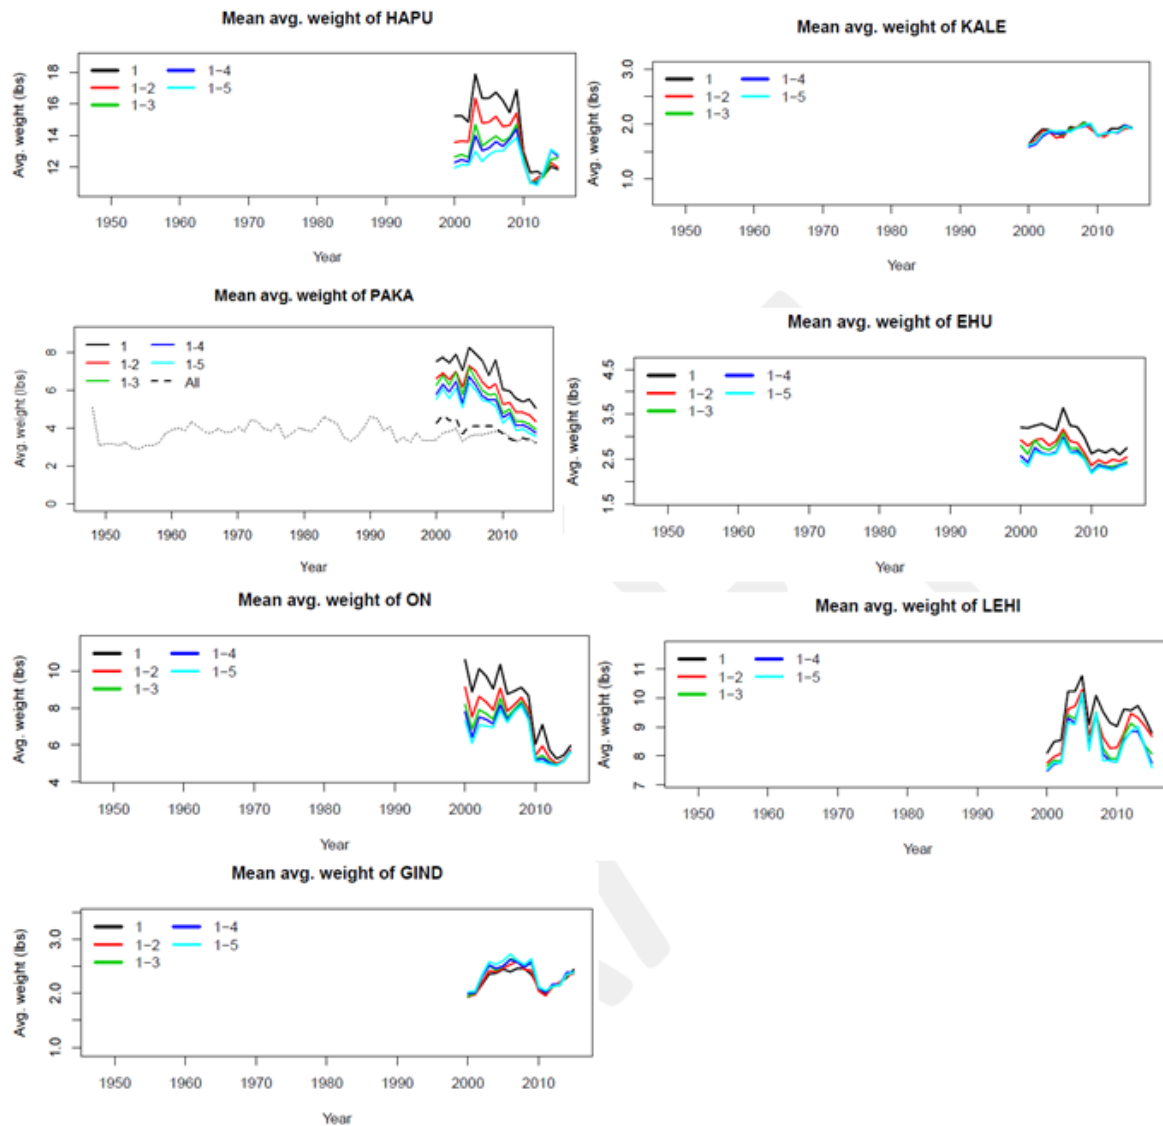 Mean avg. weight of HAPU
Avg. weight (lbs)
18
16
14
12
1
1−2
1−3
1−4
1−5
1950 1960 1970 1980 1990 2000 2010
Year
Mean avg. weight of KALE
Avg. weight (lbs)
3.0
2.0
1.0
1
1−2
1−3
1−4
1−5
1950 1960 1970 1980 1990 2000 2010
Year
Mean avg. weight of PAKA
Avg. weight (lbs)
8
6
4
2
0
1
1-2
1-3
1-4
1-5
All
1950 1960 1970 1980 1990 2000 2010
Year
Mean avg. weight of EHU
Avg. weight (lbs)
4.5
3.5
2.5
1.5
1
1−2
1−3
1−4
1−5
1950 1960 1970 1980 1990 2000 2010
Year
Mean avg. weight of ON
Avg. weight (lbs)
10
8
6
4
1
1−2
1−3
1−4
1−5
1950 1960 1970 1980 1990 2000 2010
Year
Mean avg. weight of LEHI
Avg. weight (lbs)
11
10
9
8
7
1
1−2
1−3
1−4
1−5
1950 1960 1970 1980 1990 2000 2010
Year
Mean avg. weight of GIND
Avg. weight (lbs)
3.0
2.0
1.0
1
1−2
1−3
1−4
1−5
1950 1960 1970 1980 1990 2000 2010
Year